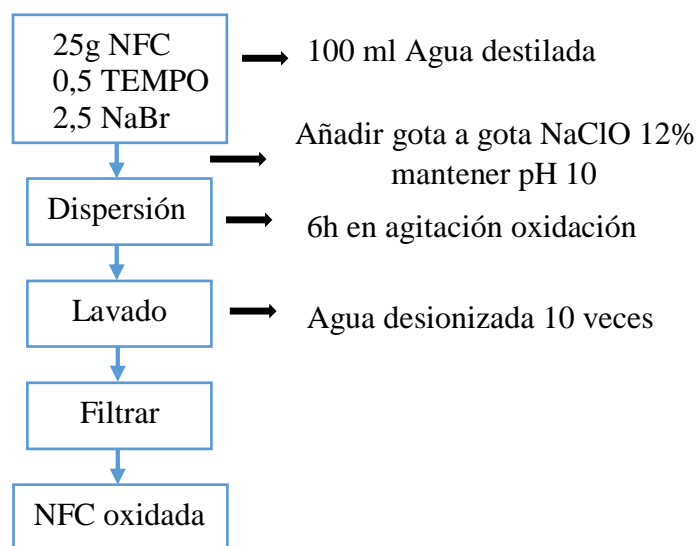 25g NFC
0,5 TEMPO
2,5 NaBr
100 ml Agua destilada
Añadir gota a gota NaClO 12%
mantener pH 10
Dispersión
6h en agitación oxidación
Lavado
Agua desionizada 10 veces
Filtrar
NFC oxidada